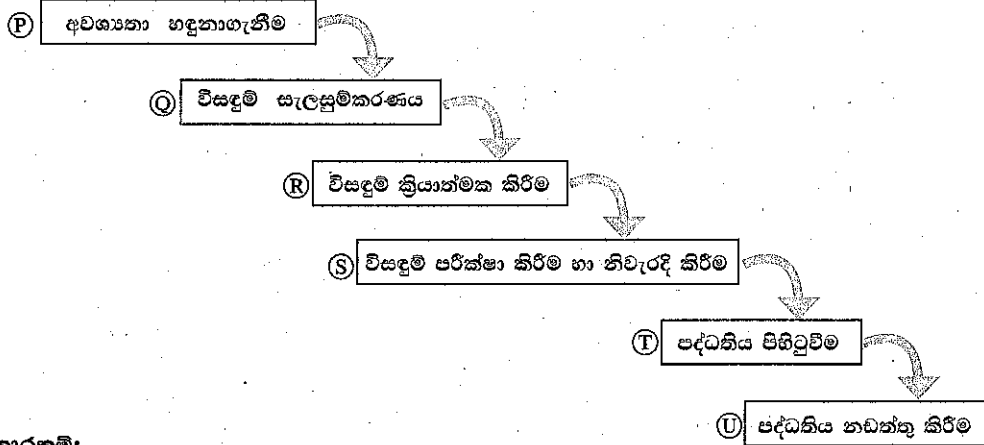 Ⓟ අවශ්‍යතා හඳුනාගැනීම
Ⓠ විසඳුම් සැලසුම්කරණය
Ⓡ විසඳුම් ක්‍රියාත්මක කිරීම
Ⓢ විසඳුම් පරීක්ෂා කිරීම හා නිවැරදි කිරීම
Ⓣ පද්ධතිය පිහිටුවීම
Ⓤ පද්ධතිය නඩත්තු කිරීම